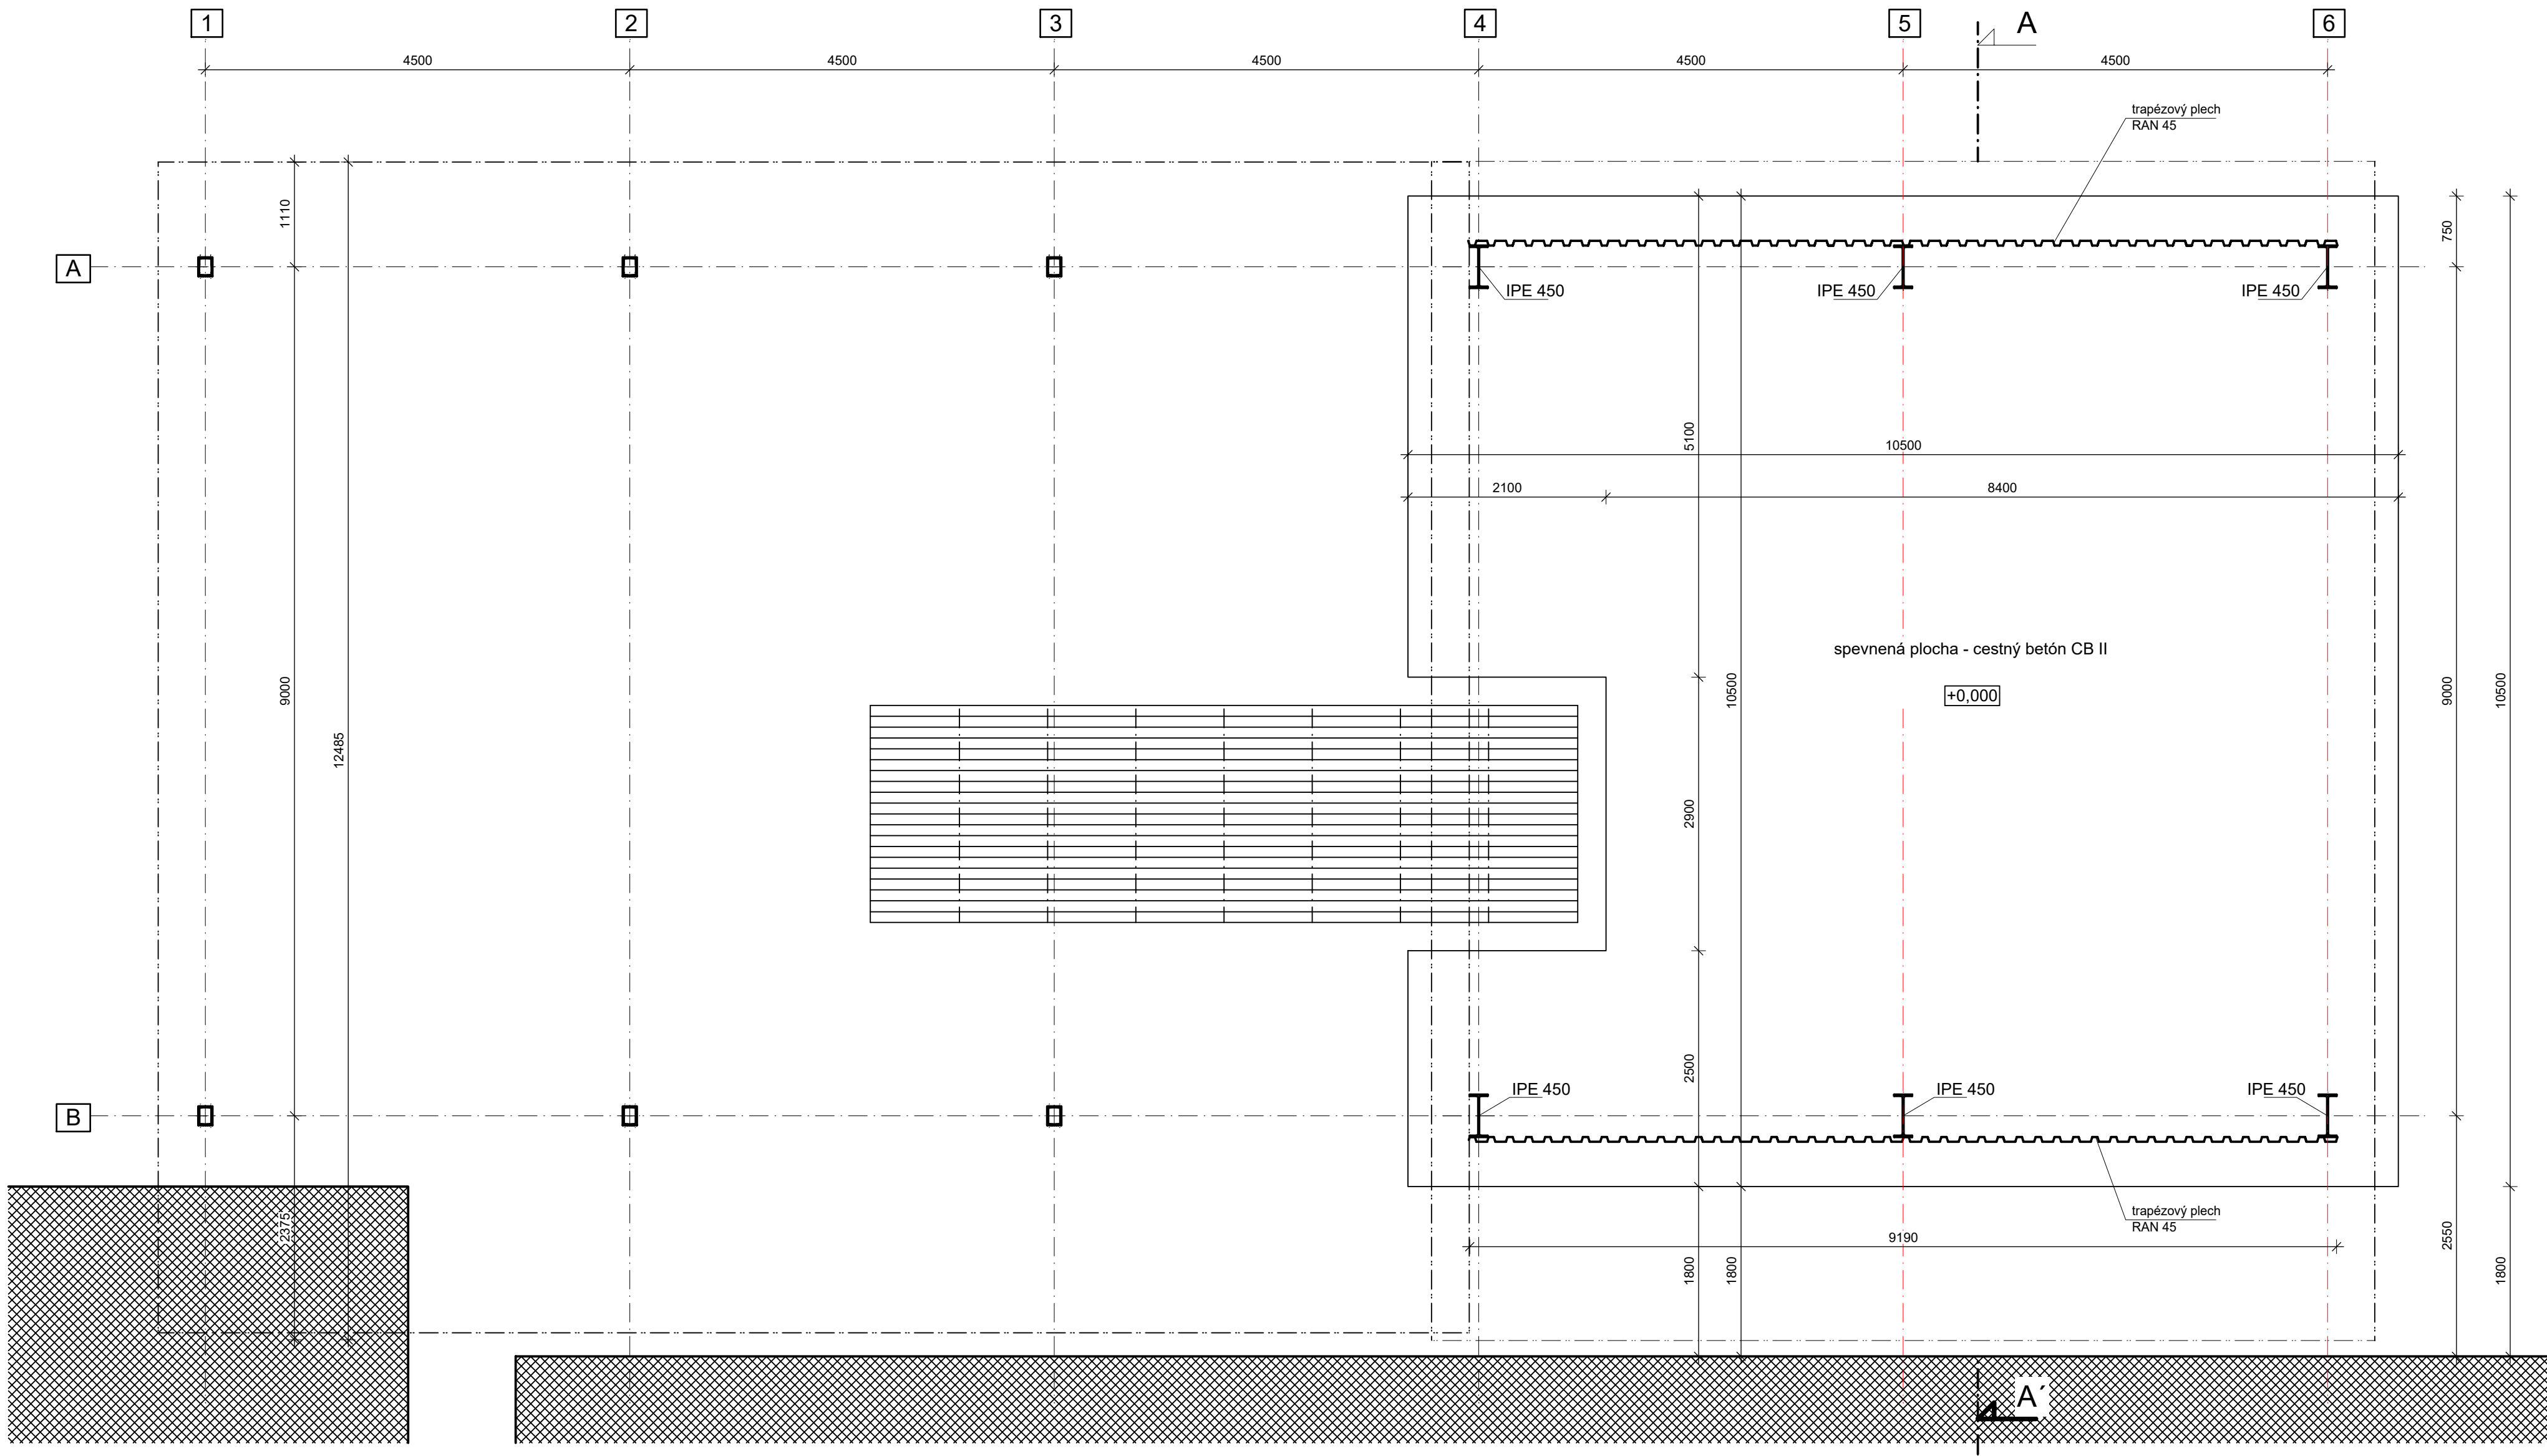 1
2
3
4
5
A
6
4500
4500
4500
4500
4500
trapézový plech
RAN 45
1110
750
A
IPE 450
IPE 450
IPE 450
5100
10500
2100
8400
spevnená plocha - cestný betón CB II
+0,000
9000
10500
9000
10500
12485
2900
2500
IPE 450
IPE 450
IPE 450
B
trapézový plech
RAN 45
2375
9190
2550
1800
1800
1800
A´